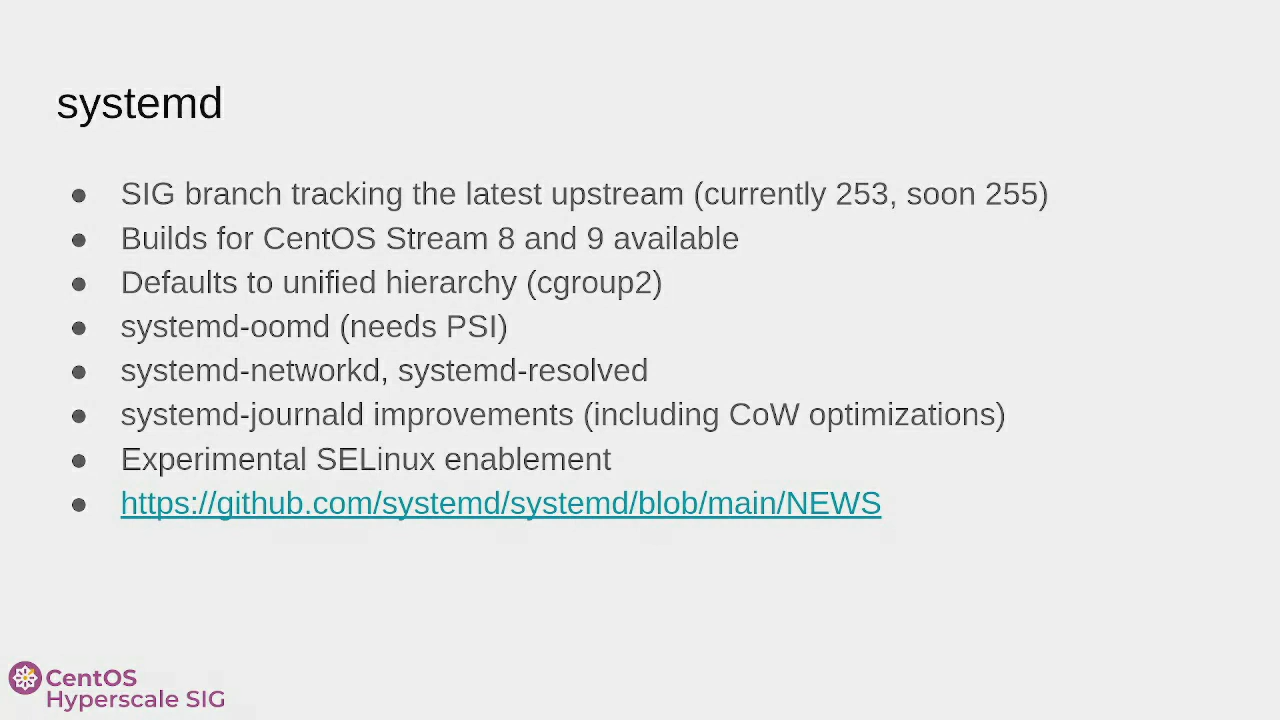 systemd
● SIG branch tracking the latest upstream (currently 253, soon 255)
● Builds for CentOS Stream 8 and 9 available
● Defaults to unified hierarchy (cgroup2)
● systemd-oomd (needs PSI)
● systemd-networkd, systemd-resolved
● systemd-journald improvements (including CoW optimizations)
● Experimental SELinux enablement
● https://github.com/systemd/systemd/blob/main/NEWS
CentOS
Hyperscale SIG